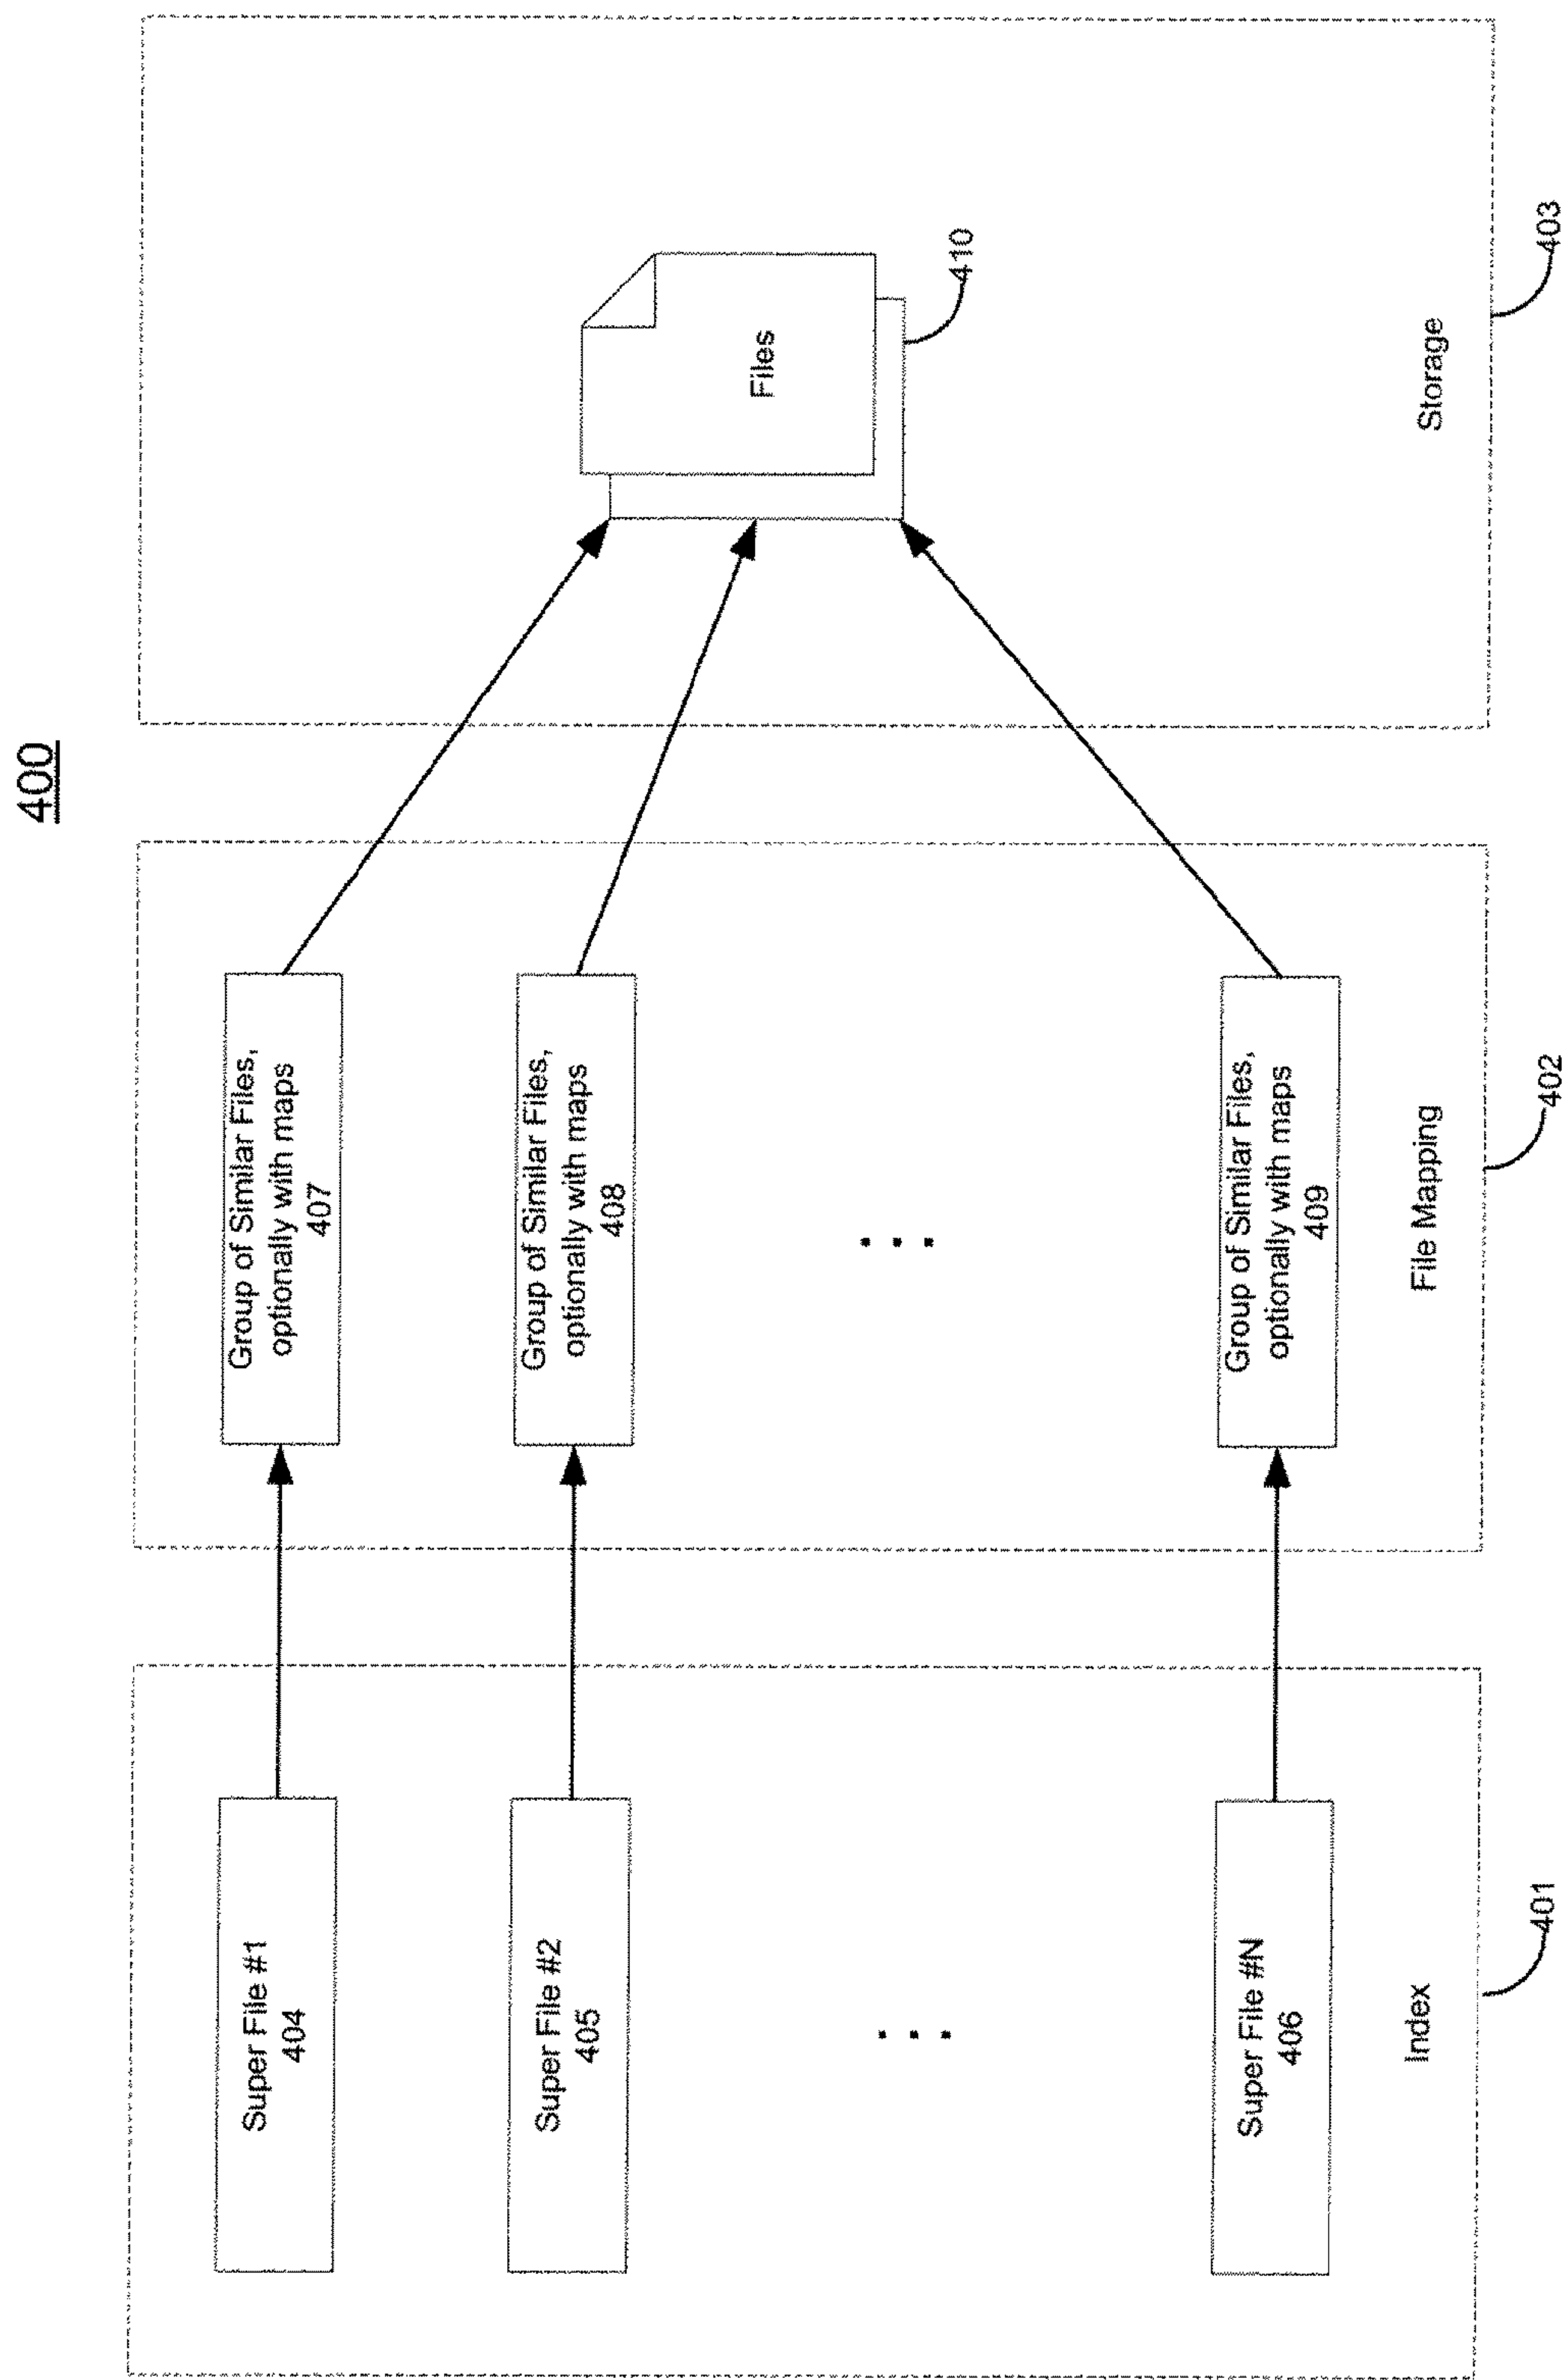 400
Super File #1
404
Super File #2
405
...
Super File #N
406
Index
401
Group of Similar Files,
optionally with maps
407
Group of Similar Files,
optionally with maps
408
...
Group of Similar Files,
optionally with maps
409
File Mapping
402
Files
410
Storage
403